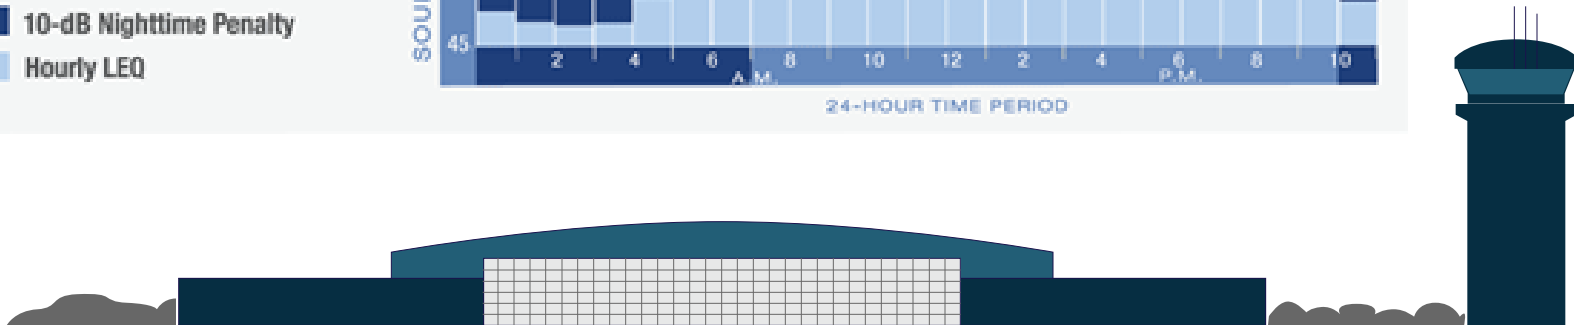 10-dB Nighttime Penalty
Hourly LEQ
SOU
45
2 4 6 8 10 12 2 4 6 8 10
A.M. P.M.
24-HOUR TIME PERIOD